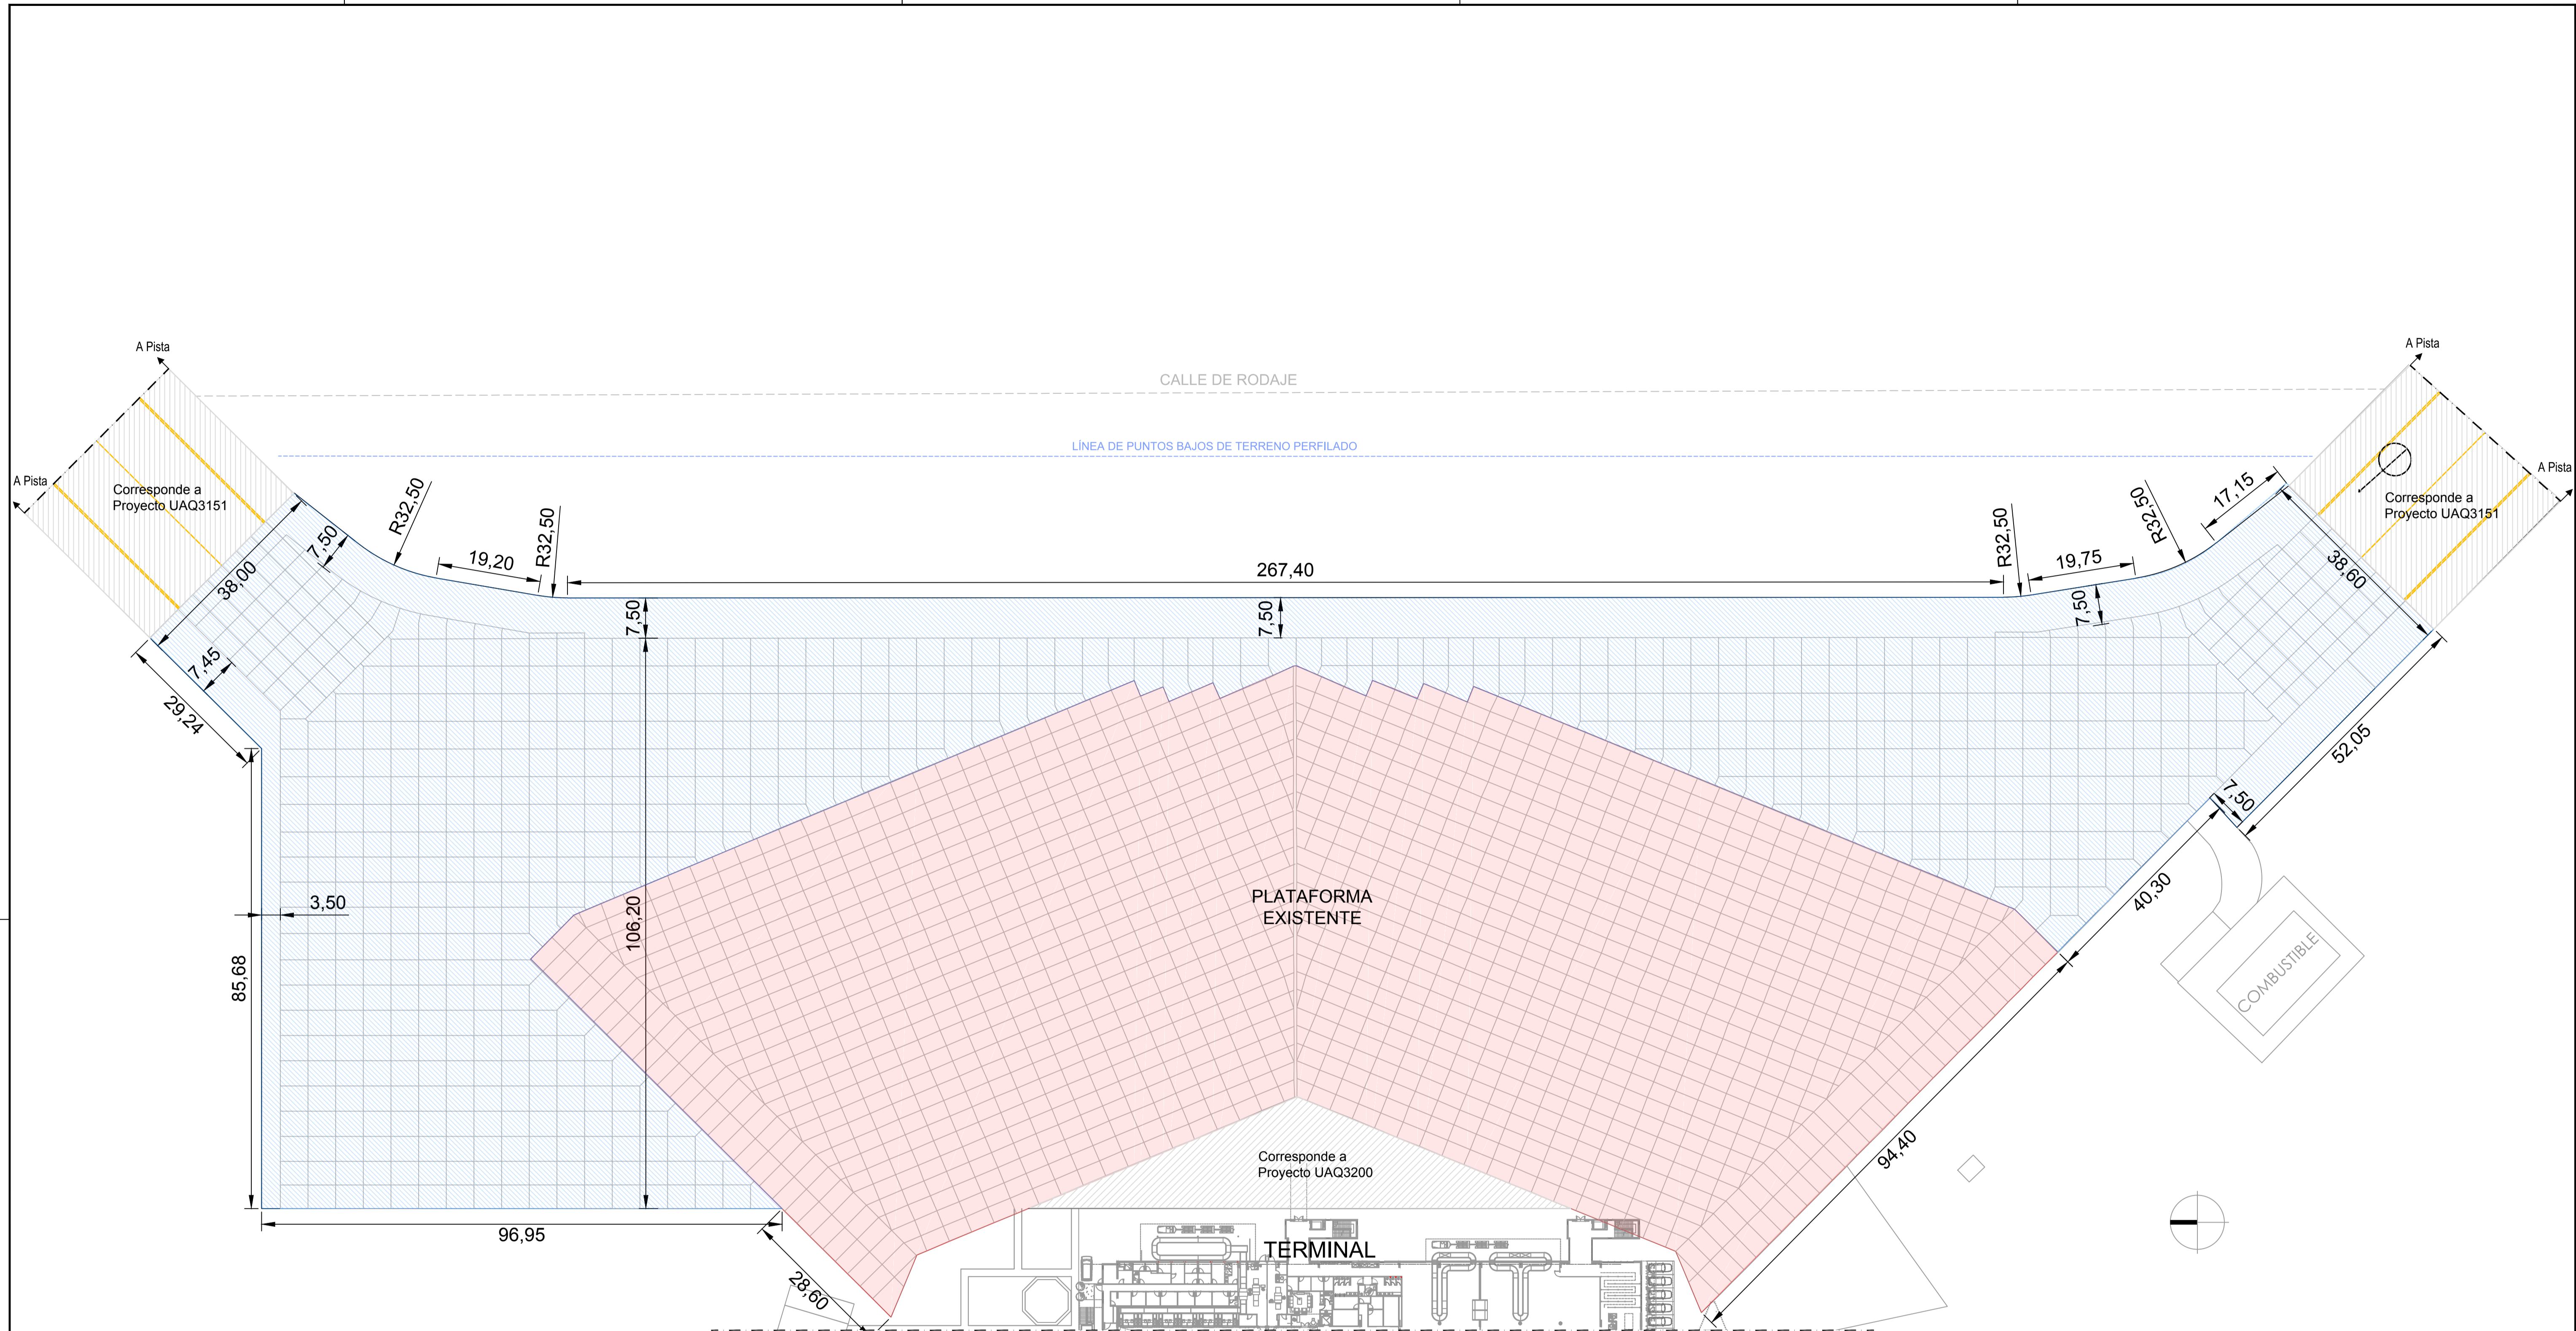 A Pista
A Pista
CALLE DE RODAJE
LÍNEA DE PUNTOS BAJOS DE TERRENO PERFILADO
A Pista
A Pista
Corresponde a
Proyecto UAQ3151
Corresponde a
Proyecto UAQ3151
R32,50
R32,50
R32,50
R32,50
17,15
7,50
19,20
267,40
19,75
38,00
38,60
7,50
7,50
7,50
7,45
29,24
52,05
7,50
3,50
106,20
PLATAFORMA
EXISTENTE
40,30
85,68
COMBUSTIBLE
94,40
Corresponde a
Proyecto UAQ3200
96,95
TERMINAL
28,60